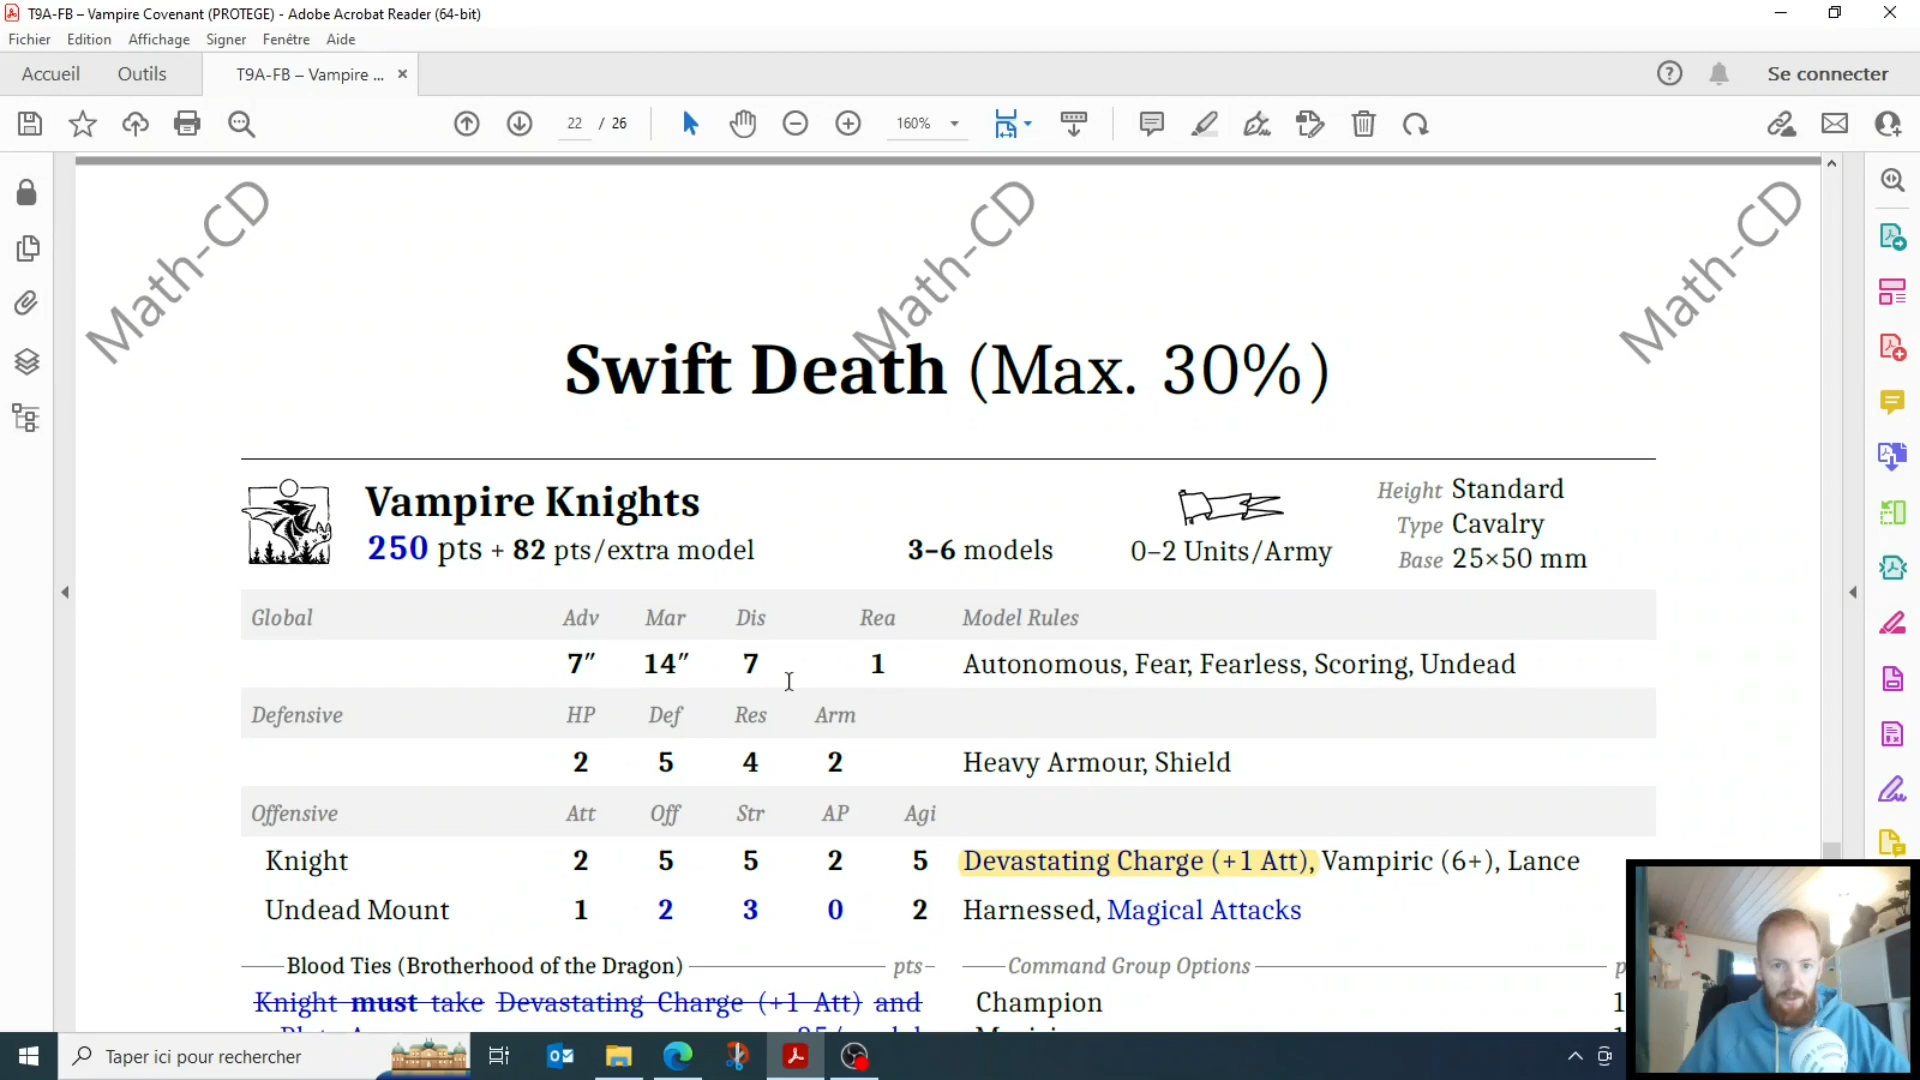 T9A-FB – Vampire Covenant (PROTEGE) - Adobe Acrobat Reader (64-bit)
Fichier Edition Affichage Signer Fenêtre Aide
Accueil Outils T9A-FB – Vampire ... × Se connecter
22 / 26 160%
Math-CD Math-CD Math-CD
Swift Death (Max. 30%)
Vampire Knights
250 pts + 82 pts/extra model 3–6 models 0–2 Units/Army
Height Standard
Type Cavalry
Base 25×50 mm
Global Adv Mar Dis Rea Model Rules
7″ 14″ 7 1 Autonomous, Fear, Fearless, Scoring, Undead
Defensive HP Def Res Arm
2 5 4 2 Heavy Armour, Shield
Offensive Att Off Str AP Agi
Knight 2 5 5 2 5 Devastating Charge (+1 Att), Vampiric (6+), Lance
Undead Mount 1 2 3 0 2 Harnessed, Magical Attacks
Blood Ties (Brotherhood of the Dragon) pts Command Group Options p
Knight must take Devastating Charge (+1 Att) and Champion 1
Taper ici pour rechercher